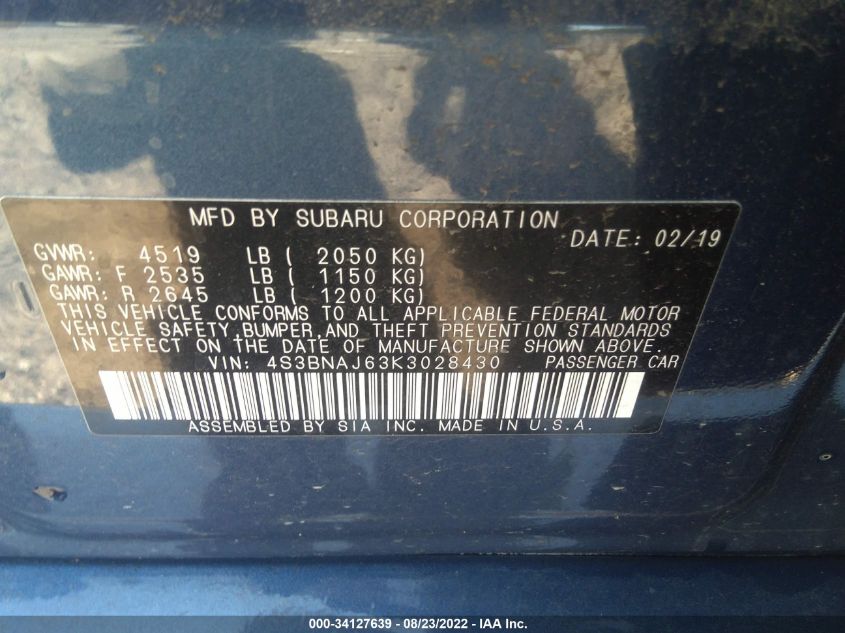 MFD BY SUBARU CORPORATION
DATE: 02/19
GVWR: 4519 LB ( 2050 KG)
GAWR: F 2535 LB ( 1150 KG)
GAWR: R 2645 LB ( 1200 KG)
THIS VEHICLE CONFORMS TO ALL APPLICABLE FEDERAL MOTOR
VEHICLE SAFETY,BUMPER,AND THEFT PREVENTION STANDARDS
IN EFFECT ON THE DATE OF MANUFACTURE SHOWN ABOVE.
VIN: 4S3BNAJ63K3028430 PASSENGER CAR
ASSEMBLED BY SIA INC. MADE IN U.S.A.
000-34127639 - 08/23/2022 - IAA Inc.